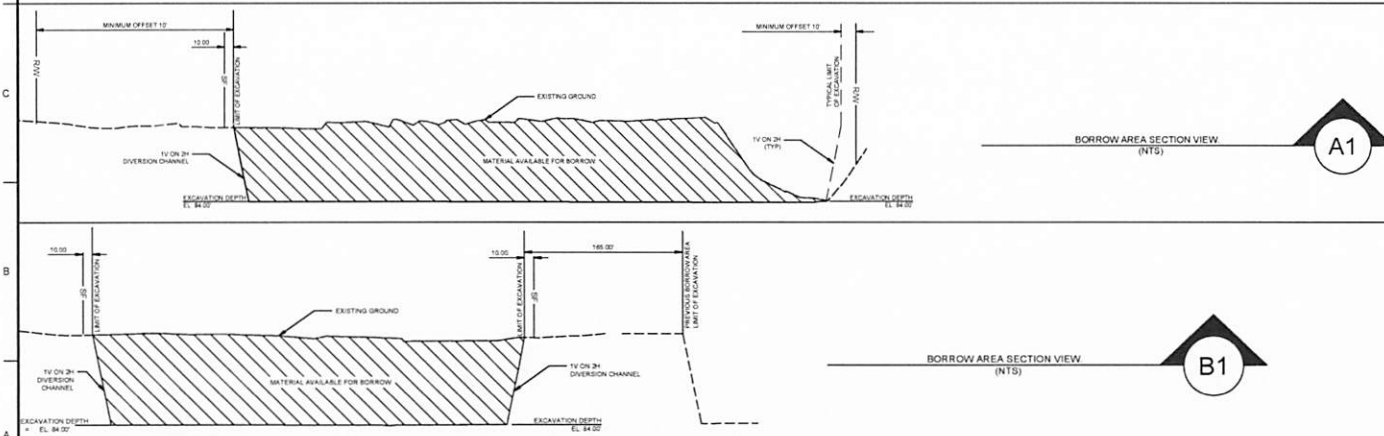 MINIMUM OFFSET 10'
MINIMUM OFFSET 10'
10.00
R/W
SF
LIMIT OF EXCAVATION
TYPICAL LIMIT
OF EXCAVATION
R/W
C
EXISTING GROUND
1V ON 2H
DIVERSION CHANNEL
MATERIAL AVAILABLE FOR BORROW
1V ON 2H
(TYP)
BORROW AREA SECTION VIEW
(NTS)
A1
EXCAVATION DEPTH
EL. 84.00'
EXCAVATION DEPTH
EL. 84.00'
B
10.00
SF
LIMIT OF EXCAVATION
10.00
LIMIT OF EXCAVATION
SF
165.00'
PREVIOUS BORROW AREA
LIMIT OF EXCAVATION
EXISTING GROUND
1V ON 2H
DIVERSION
CHANNEL
MATERIAL AVAILABLE FOR BORROW
1V ON 2H
DIVERSION CHANNEL
BORROW AREA SECTION VIEW
(NTS)
B1
EXCAVATION DEPTH
EL. 84.00'
EXCAVATION DEPTH
EL. 84.00'
A